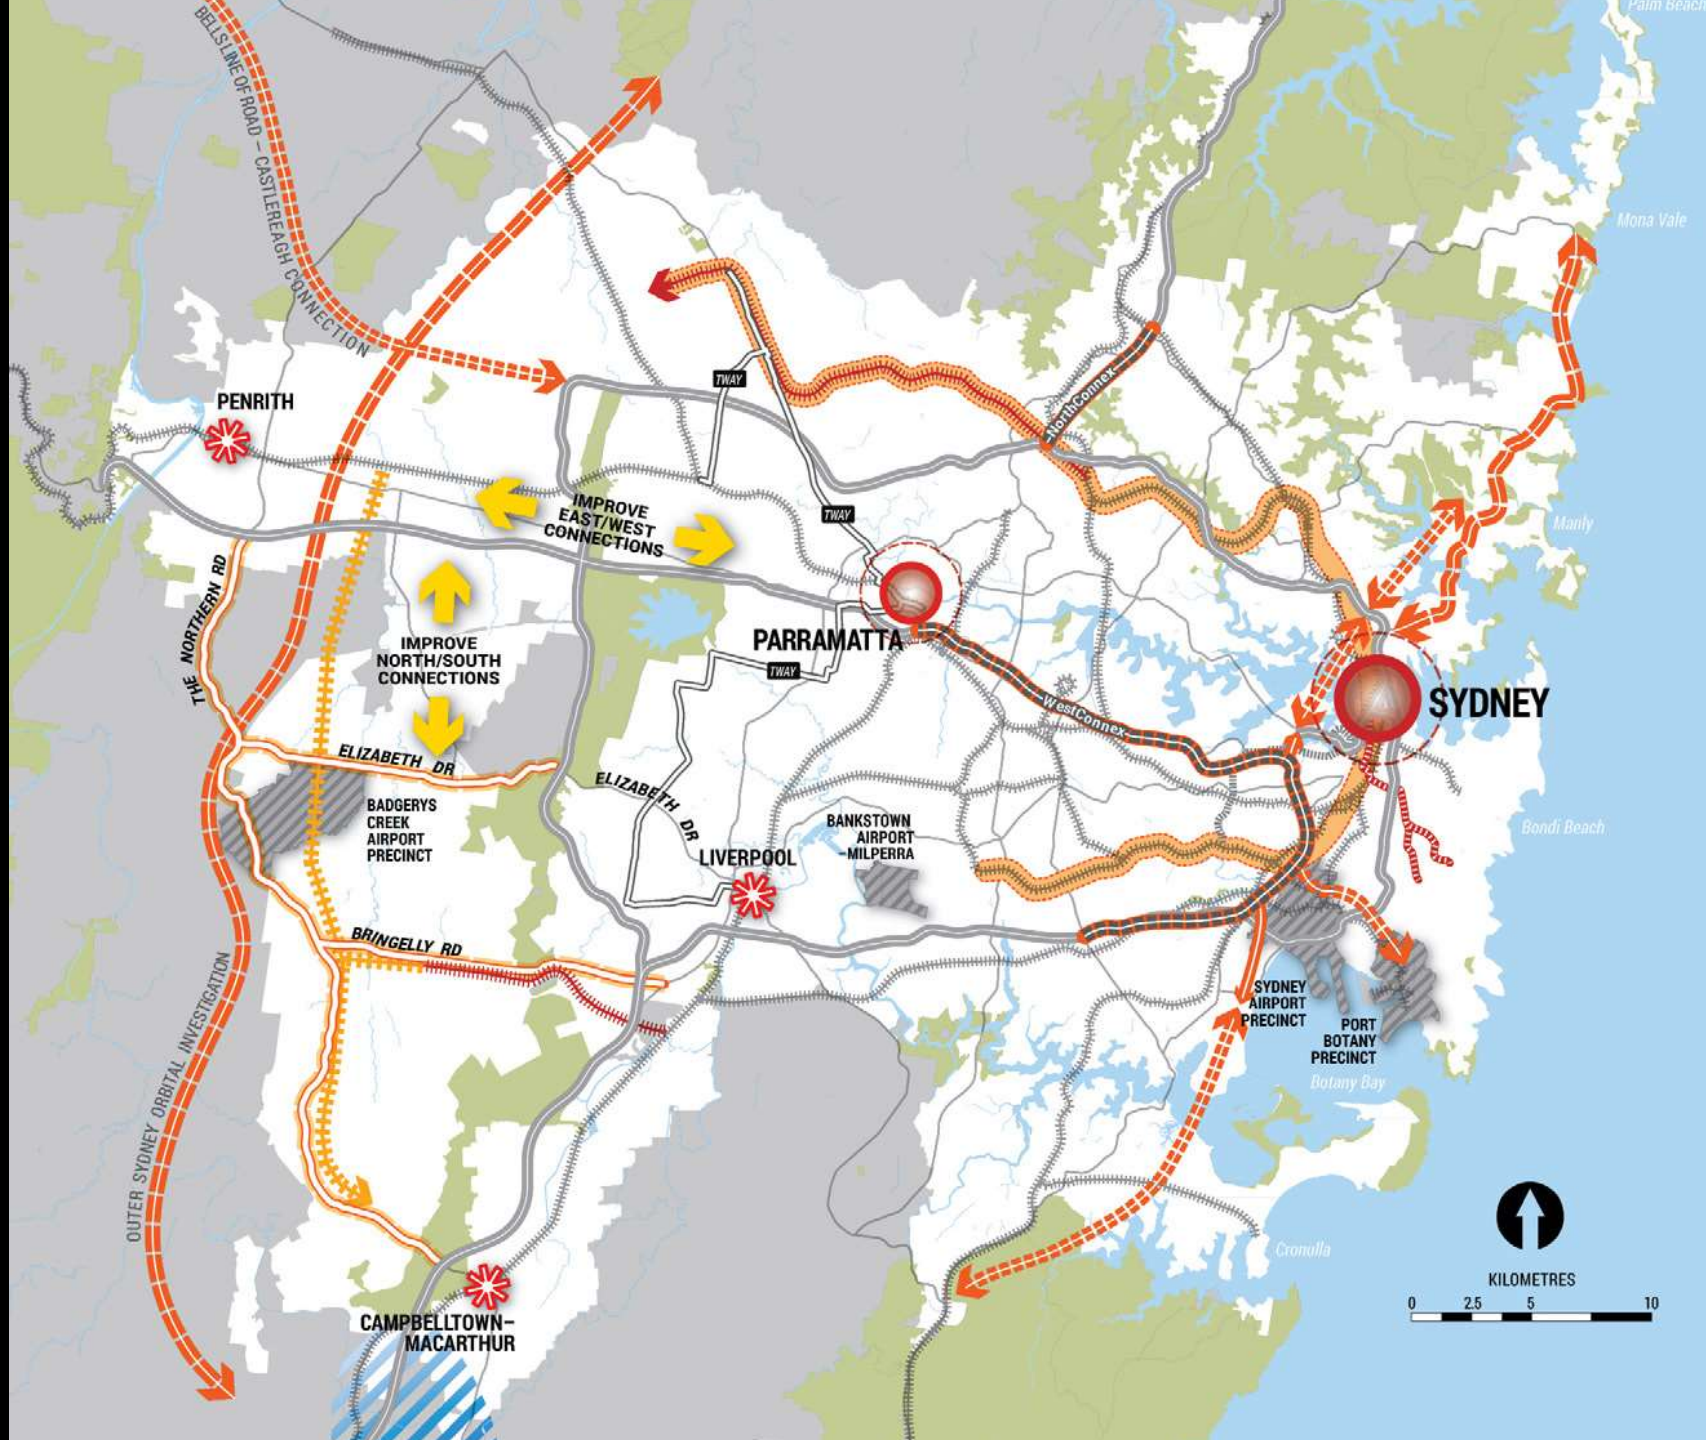 Palm Beach
BELLS LINE OF ROAD – CASTLEREAGH CONNECTION
Mona Vale
NorthConnex
TWAY
PENRITH
IMPROVE
EAST/WEST
CONNECTIONS
TWAY
Manly
THE NORTHERN RD
IMPROVE
NORTH/SOUTH
CONNECTIONS
PARRAMATTA
TWAY
WestConnex
SYDNEY
ELIZABETH DR
ELIZABETH DR
BADGERYS
CREEK
AIRPORT
PRECINCT
BANKSTOWN
AIRPORT
–MILPERRA
Bondi Beach
LIVERPOOL
BRINGELLY RD
OUTER SYDNEY ORBITAL INVESTIGATION
SYDNEY
AIRPORT
PRECINCT
PORT
BOTANY
PRECINCT
Botany Bay
Cronulla
CAMPBELLTOWN–
MACARTHUR
KILOMETRES
0 2.5 5 10